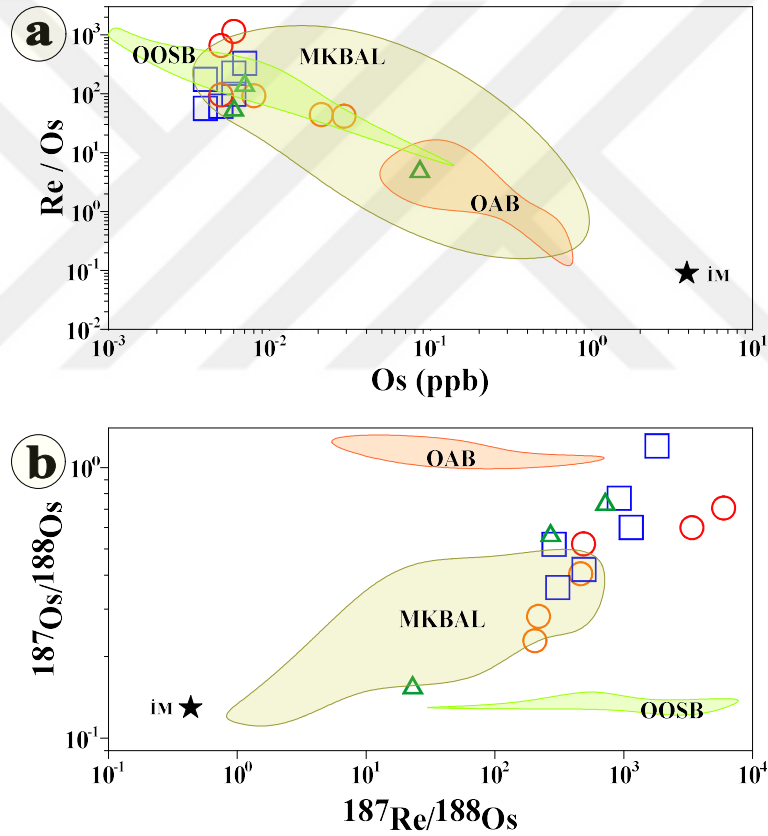 a
10³
10²
10¹
10⁰
10⁻¹
10⁻²
Re / Os
OOSB
MKBAL
OAB
İM
10⁻³
10⁻²
10⁻¹
10⁰
10¹
Os (ppb)
b
10⁰
10⁻¹
187Os/188Os
OAB
MKBAL
İM
OOSB
10⁻¹
10⁰
10¹
10²
10³
10⁴
187Re/188Os